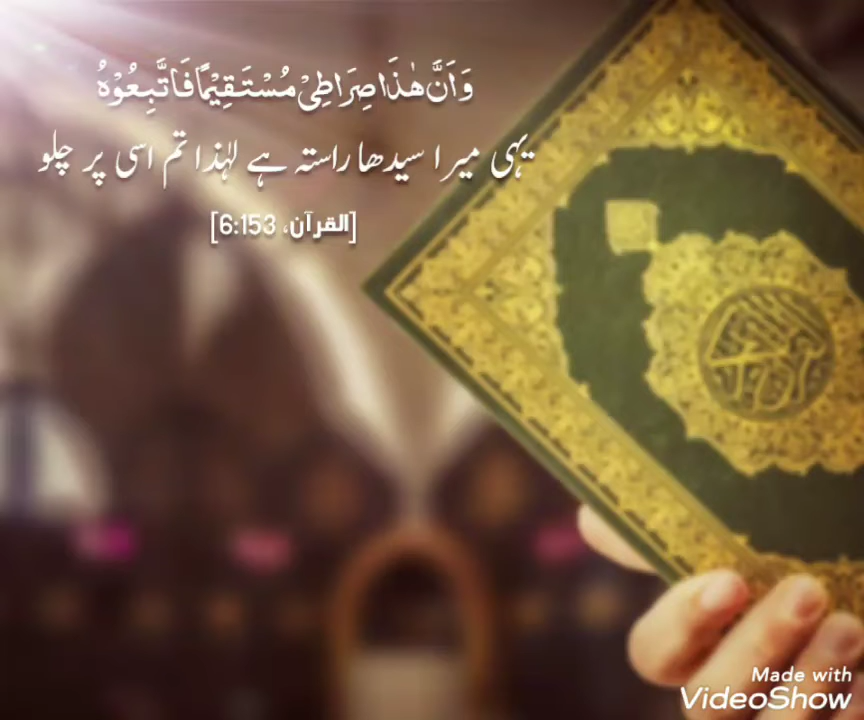 وَاَنَّ هٰذَا صِرَاطِىْ مُسْتَقِيْمًا فَاتَّبِعُوْهُ
یہی میرا سیدھا راستہ ہے لہٰذا تم اسی پر چلو
[القرآن، 6:153]
Made with
VideoShow